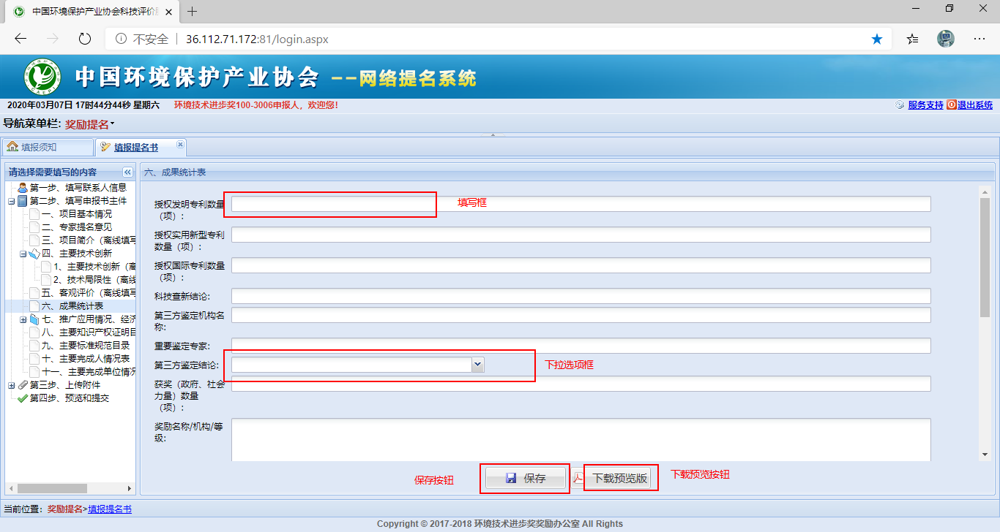 中国环境保护产业协会科技评价
不安全
36.112.71.172:81/login.aspx
CAEPI
中国环境保护产业协会 --网络提名系统
2020年03月07日 17时44分44秒 星期六
环境技术进步奖100-3006申报人，欢迎您!
服务支持
退出系统
导航菜单栏: 奖励提名
填报须知
填报提名书
请选择需要填写的内容
第一步、填写联系人信息
第二步、填写申报书主件
一、项目基本情况
二、专家提名意见
三、项目简介（离线填写
四、主要技术创新
1、主要技术创新（离
2、技术局限性（离线
五、客观评价（离线填写
六、成果统计表
七、推广应用情况、经济
八、主要知识产权证明目
九、主要标准规范目录
十、主要完成人情况表
十一、主要完成单位情况
第三步、上传附件
第四步、预览和提交
六、成果统计表
授权发明专利数量
（项）:
填写框
授权实用新型专利
数量（项）:
授权国际专利数量
（项）:
科技查新结论:
第三方鉴定机构名
称:
重要鉴定专家:
第三方鉴定结论:
下拉选项框
获奖（政府、社会
力量）数量
（项）:
奖励名称/机构/等
级:
保存按钮
保存
下载预览版
下载预览按钮
当前位置: 奖励提名>填报提名书
Copyright © 2017-2018 环境技术进步奖奖励办公室 All Rights